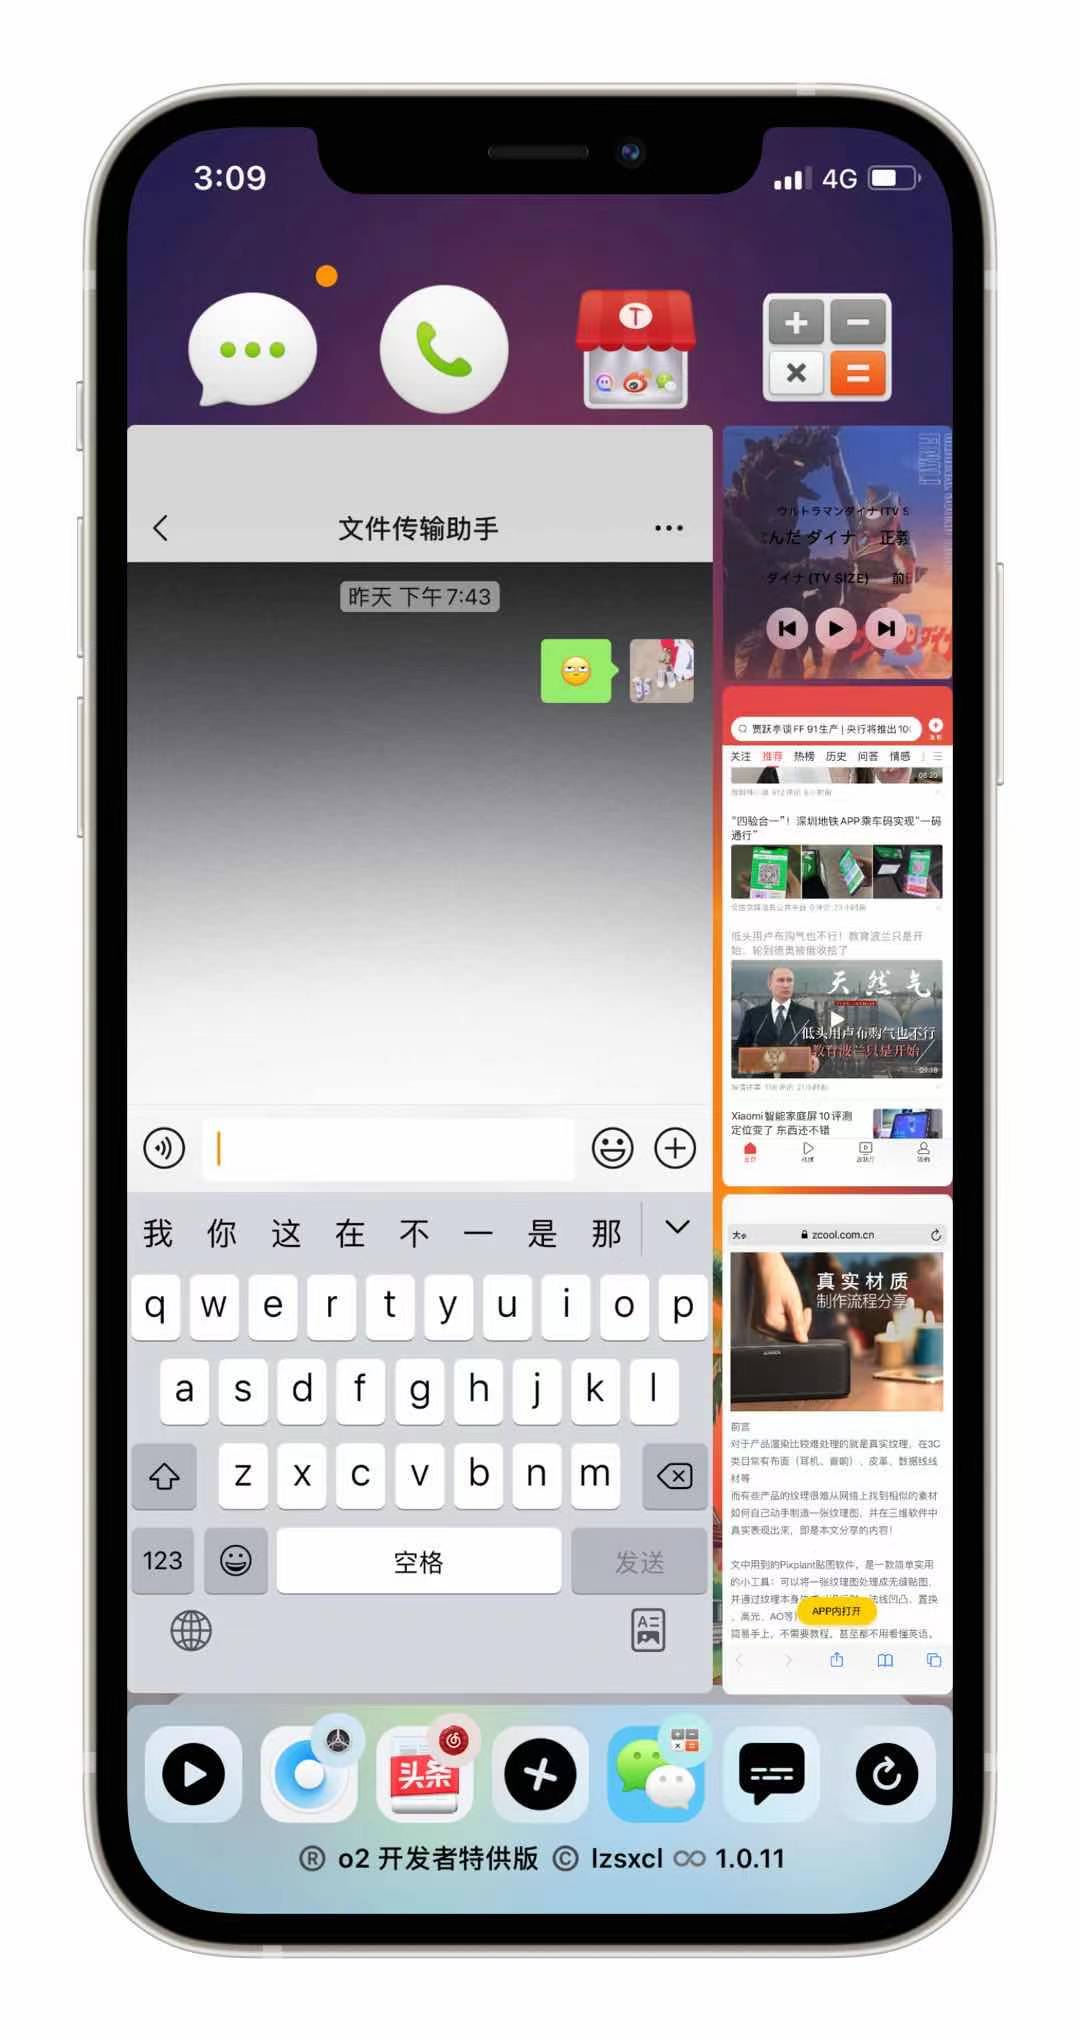 3:09
4G
T
文件传输助手
昨天 下午 7:43
我 你 这 在 不 一 是 那
q w e r t y u i o p
a s d f g h j k l
z x c v b n m
123
空格
发送
ウルトラマンダイナ(TV S
んだ ダイナ
正義
ダイナ (TV SIZE)
贾跃亭谈FF 91生产 | 央行将推出10
关注 推荐 热榜 历史 问答 情感
08:20
“四验合一”！深圳地铁APP乘车码实现“一码
通行”
低头用卢布购气也不行！教育波兰只是开
始，轮到德奥被俄收拾了
天然气
低头用卢布购气也不行
教育波兰只是开始
Xiaomi智能家庭屏10评测
定位变了 东西还不错
大小
zcool.com.cn
真实材质
制作流程分享
前言
对于产品渲染比较难处理的就是真实纹理，在3C
类日常有布面（耳机、音响）、皮革、数据线线
材等
而有些产品的纹理很难从网络上找到相似的素材
如何自己动手制造一张纹理图，并在三维软件中
真实表现出来，即是本文分享的内容！
文中用到的Pixplant贴图软件，是一款简单实用
的小工具：可以将一张纹理图处理成无缝贴图，
并通过纹理本身 法线凹凸、置换
、高光、AO等)
APP内打开
简易手上，不需要教程，甚至都不用看懂英语。
头条
® o2 开发者特供版 © lzsxcl ∞ 1.0.11